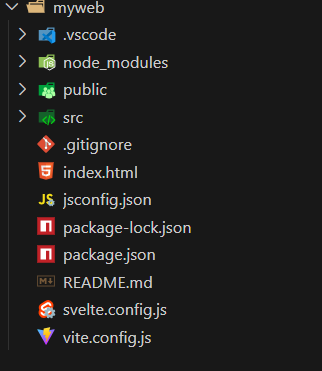 myweb
.vscode
node_modules
public
src
.gitignore
index.html
JS jsconfig.json
package-lock.json
package.json
README.md
svelte.config.js
vite.config.js